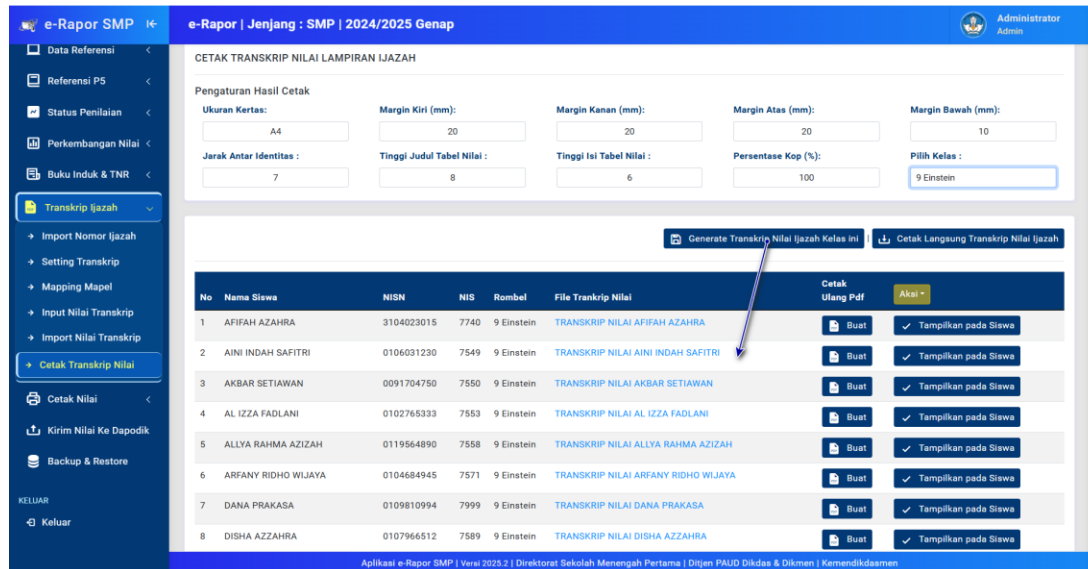 e-Rapor SMP
e-Rapor | Jenjang : SMP | 2024/2025 Genap
Administrator
Admin
Data Referensi
Referensi P5
Status Penilaian
Perkembangan Nilai
Buku Induk & TNR
Transkrip Ijazah
Import Nomor Ijazah
Setting Transkrip
Mapping Mapel
Input Nilai Transkrip
Import Nilai Transkrip
Cetak Transkrip Nilai
Cetak Nilai
Kirim Nilai Ke Dapodik
Backup & Restore
KELUAR
Keluar
CETAK TRANSKRIP NILAI LAMPIRAN IJAZAH
Pengaturan Hasil Cetak
Ukuran Kertas: Margin Kiri (mm): Margin Kanan (mm): Margin Atas (mm): Margin Bawah (mm):
A4 20 20 20 10
Jarak Antar Identitas : Tinggi Judul Tabel Nilai : Tinggi Isi Tabel Nilai : Persentase Kop (%): Pilih Kelas :
7 8 6 100 9 Einstein
Generate Transkrip Nilai Ijazah Kelas ini | Cetak Langsung Transkrip Nilai Ijazah
No Nama Siswa NISN NIS Rombel File Trankrip Nilai Cetak Ulang Pdf Aksi
1 AFIFAH AZAHRA 3104023015 7740 9 Einstein TRANSKRIP NILAI AFIFAH AZAHRA Buat Tampilkan pada Siswa
2 AINI INDAH SAFITRI 0106031230 7549 9 Einstein TRANSKRIP NILAI AINI INDAH SAFITRI Buat Tampilkan pada Siswa
3 AKBAR SETIAWAN 0091704750 7550 9 Einstein TRANSKRIP NILAI AKBAR SETIAWAN Buat Tampilkan pada Siswa
4 AL IZZA FADLANI 0102765333 7553 9 Einstein TRANSKRIP NILAI AL IZZA FADLANI Buat Tampilkan pada Siswa
5 ALLYA RAHMA AZIZAH 0119564890 7558 9 Einstein TRANSKRIP NILAI ALLYA RAHMA AZIZAH Buat Tampilkan pada Siswa
6 ARFANY RIDHO WIJAYA 0104684945 7571 9 Einstein TRANSKRIP NILAI ARFANY RIDHO WIJAYA Buat Tampilkan pada Siswa
7 DANA PRAKASA 0109810994 7999 9 Einstein TRANSKRIP NILAI DANA PRAKASA Buat Tampilkan pada Siswa
8 DISHA AZZAHRA 0107966512 7589 9 Einstein TRANSKRIP NILAI DISHA AZZAHRA Buat Tampilkan pada Siswa
Aplikasi e-Rapor SMP | Versi 2025.2 | Direktorat Sekolah Menengah Pertama | Ditjen PAUD Dikdas & Dikmen | Kemendikdasmen